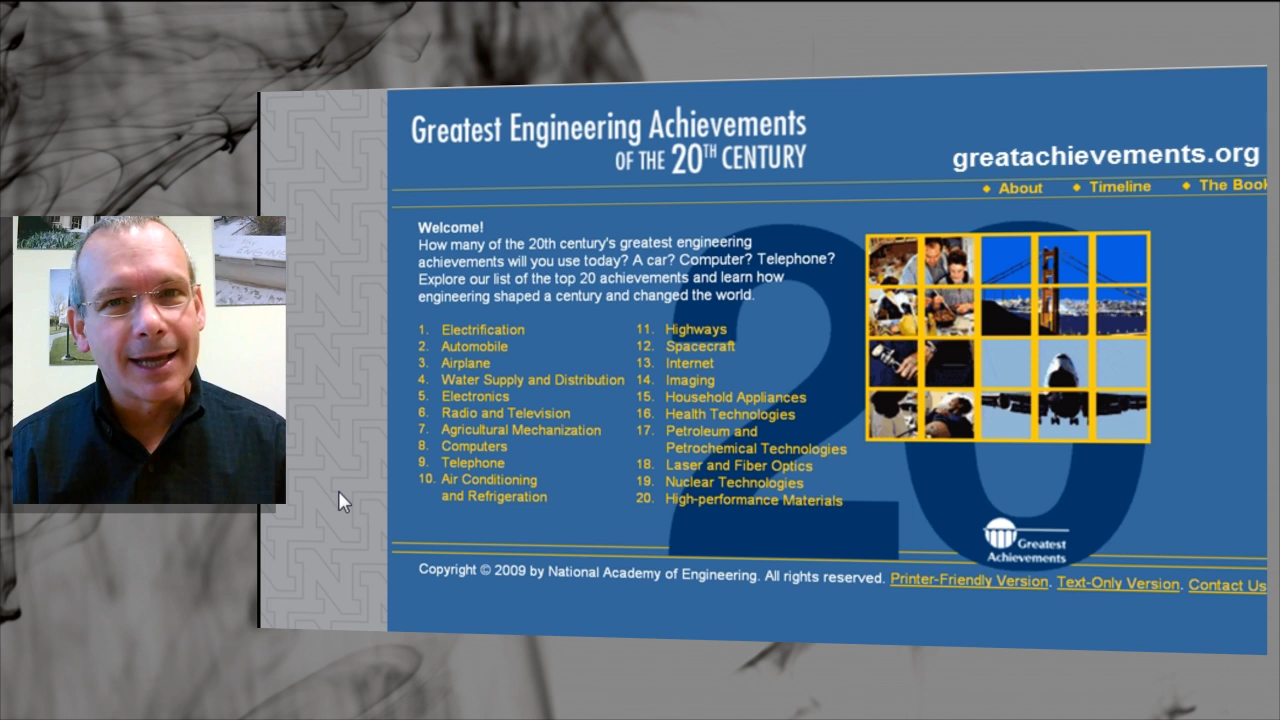 Greatest Engineering Achievements
OF THE 20TH CENTURY
greatachievements.org
About
Timeline
The Book
Welcome!
How many of the 20th century's greatest engineering
achievements will you use today? A car? Computer? Telephone?
Explore our list of the top 20 achievements and learn how
engineering shaped a century and changed the world.
1. Electrification
2. Automobile
3. Airplane
4. Water Supply and Distribution
5. Electronics
6. Radio and Television
7. Agricultural Mechanization
8. Computers
9. Telephone
10. Air Conditioning
and Refrigeration
11. Highways
12. Spacecraft
13. Internet
14. Imaging
15. Household Appliances
16. Health Technologies
17. Petroleum and
Petrochemical Technologies
18. Laser and Fiber Optics
19. Nuclear Technologies
20. High-performance Materials
20
Greatest
Achievements
Copyright © 2009 by National Academy of Engineering. All rights reserved. Printer-Friendly Version. Text-Only Version. Contact Us